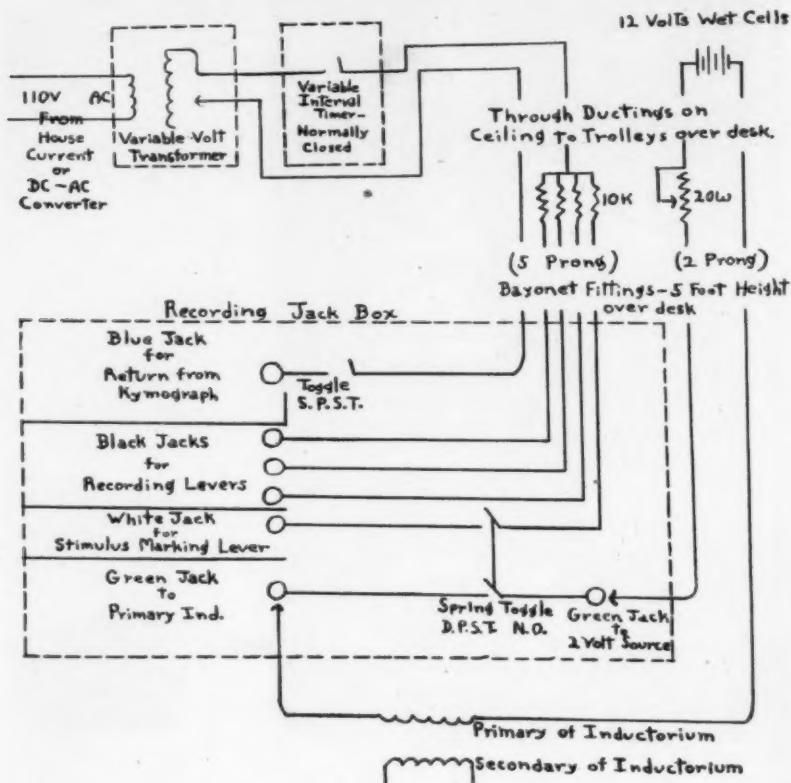 12 Volts Wet Cells
110V AC
From
House
Current
or
DC-AC
Converter
Variable-Volt
Transformer
Variable
Interval
Timer-
Normally
Closed
Through Ductings on
Ceiling to Trolleys over desk.
10K
20ω
(5 Prong)
(2 Prong)
Bayonet Fittings-5 Foot Height
over desk
Recording Jack Box
Blue Jack
for
Return from
Kymograph
Toggle
S.P.S.T.
Black Jacks
for
Recording Levers
White Jack
for
Stimulus Marking Lever
Green Jack
to
Primary Ind.
Spring Toggle
D.P.S.T. N.O.
Green Jack
to
2 Volt Source
Primary of Inductorium
Secondary of Inductorium